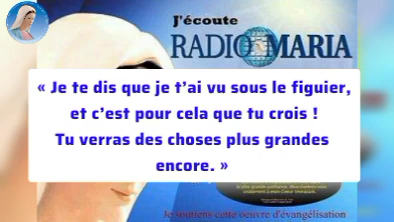 J'écoute
RADIO MARIA
« Je te dis que je t'ai vu sous le figuier,
et c'est pour cela que tu crois !
Tu verras des choses plus grandes
encore. »
Je soutiens cette oeuvre d'évangélisation